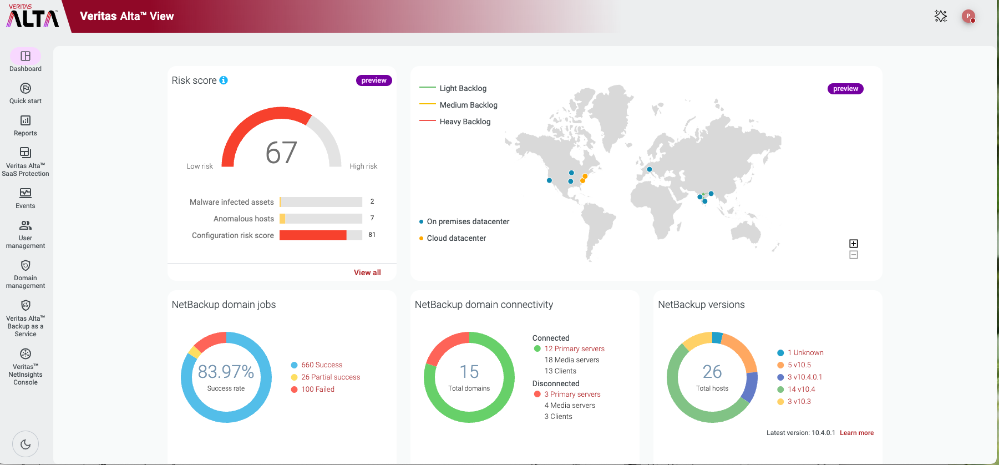 VERITAS
ALTA™
Veritas Alta™ View
P
Dashboard
Quick start
Reports
Veritas Alta™
SaaS Protection
Events
User
management
Domain
management
Veritas Alta™
Backup as a
Service
Veritas™
NetInsights
Console
Risk score
preview
67
Low risk
High risk
Malware infected assets
2
Anomalous hosts
7
Configuration risk score
81
View all
Light Backlog
Medium Backlog
Heavy Backlog
preview
On premises datacenter
Cloud datacenter
NetBackup domain jobs
83.97%
Success rate
660 Success
26 Partial success
100 Failed
NetBackup domain connectivity
15
Total domains
Connected
12 Primary servers
18 Media servers
13 Clients
Disconnected
3 Primary servers
4 Media servers
3 Clients
NetBackup versions
26
Total hosts
1 Unknown
5 v10.5
3 v10.4.0.1
14 v10.4
3 v10.3
Latest version: 10.4.0.1 Learn more